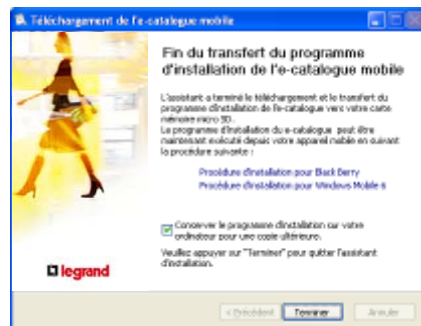 Téléchargement de l'e-catalogue mobile
Fin du transfert du programme
d'installation de l'e-catalogue mobile
L'assistant a terminé le téléchargement et le transfert du
programme d'installation de l'e-catalogue vers votre carte
mémoire micro SD.
Le programme d'installation du e-catalogue peut être
maintenant exécuté depuis votre appareil mobile en suivant
la procédure suivante :
Procédure d'installation pour Black Berry
Procédure d'installation pour Windows Mobile 6
Conserver le programme d'installation sur votre
ordinateur pour une copie ultérieure.
Veuillez appuyer sur "Terminer" pour quitter l'assistant
d'installation.
legrand
< Précédent Terminer Annuler